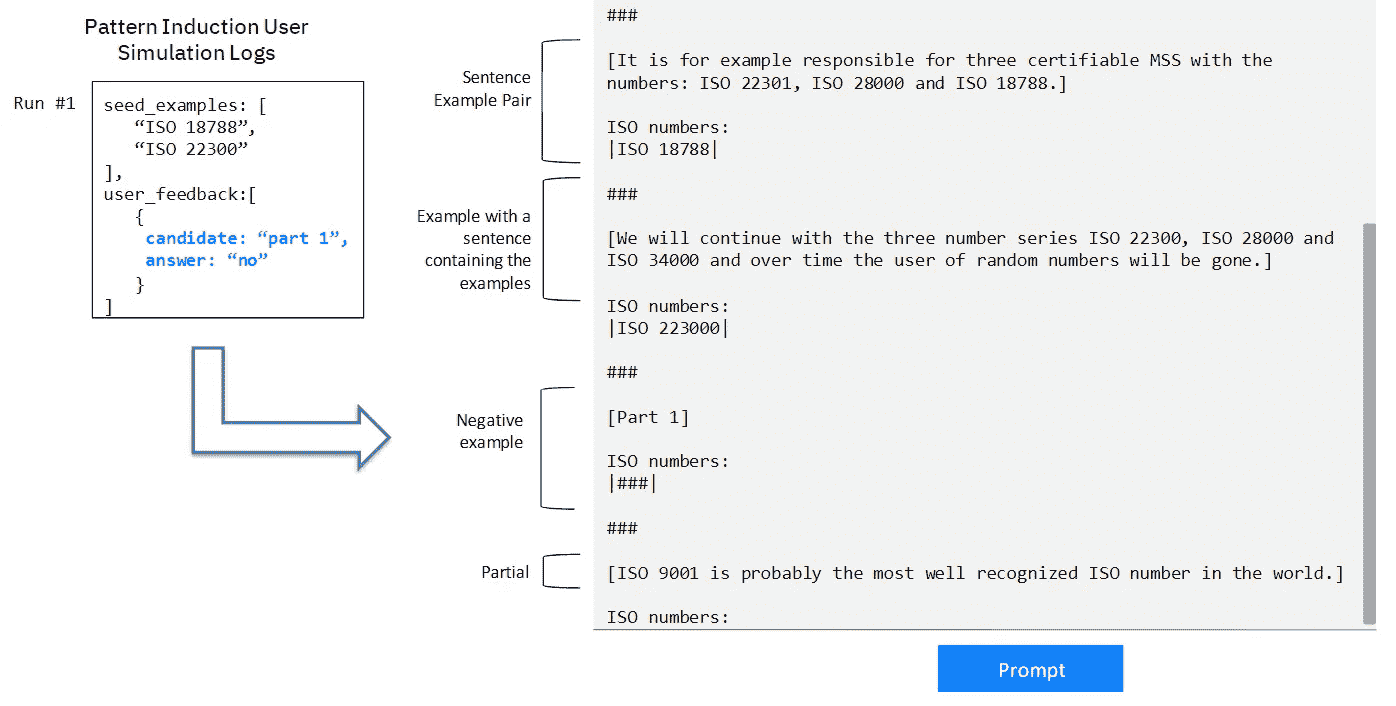 Pattern Induction User
Simulation Logs
Run #1
seed_examples: [
“ISO 18788”,
“ISO 22300”
],
user_feedback:[
{
candidate: “part 1”,
answer: “no”
}
]
Sentence
Example Pair
Example with a
sentence
containing the
examples
Negative
example
Partial
###
[It is for example responsible for three certifiable MSS with the
numbers: ISO 22301, ISO 28000 and ISO 18788.]
ISO numbers:
|ISO 18788|
###
[We will continue with the three number series ISO 22300, ISO 28000 and
ISO 34000 and over time the user of random numbers will be gone.]
ISO numbers:
|ISO 223000|
###
[Part 1]
ISO numbers:
|###|
###
[ISO 9001 is probably the most well recognized ISO number in the world.]
ISO numbers:
Prompt